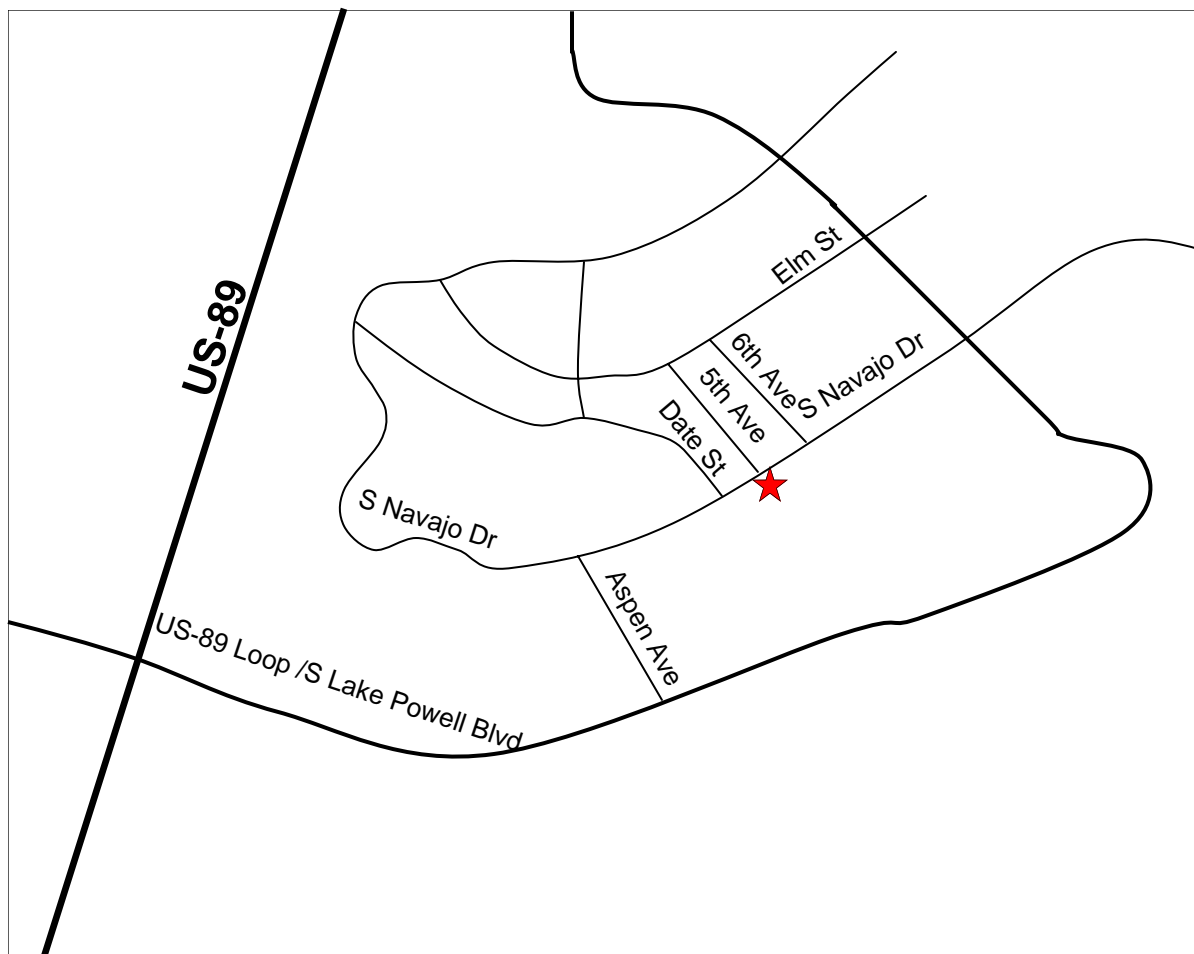 Elm St
US-89
6th Ave
S Navajo Dr
5th Ave
Date St
S Navajo Dr
Aspen Ave
US-89 Loop /S Lake Powell Blvd